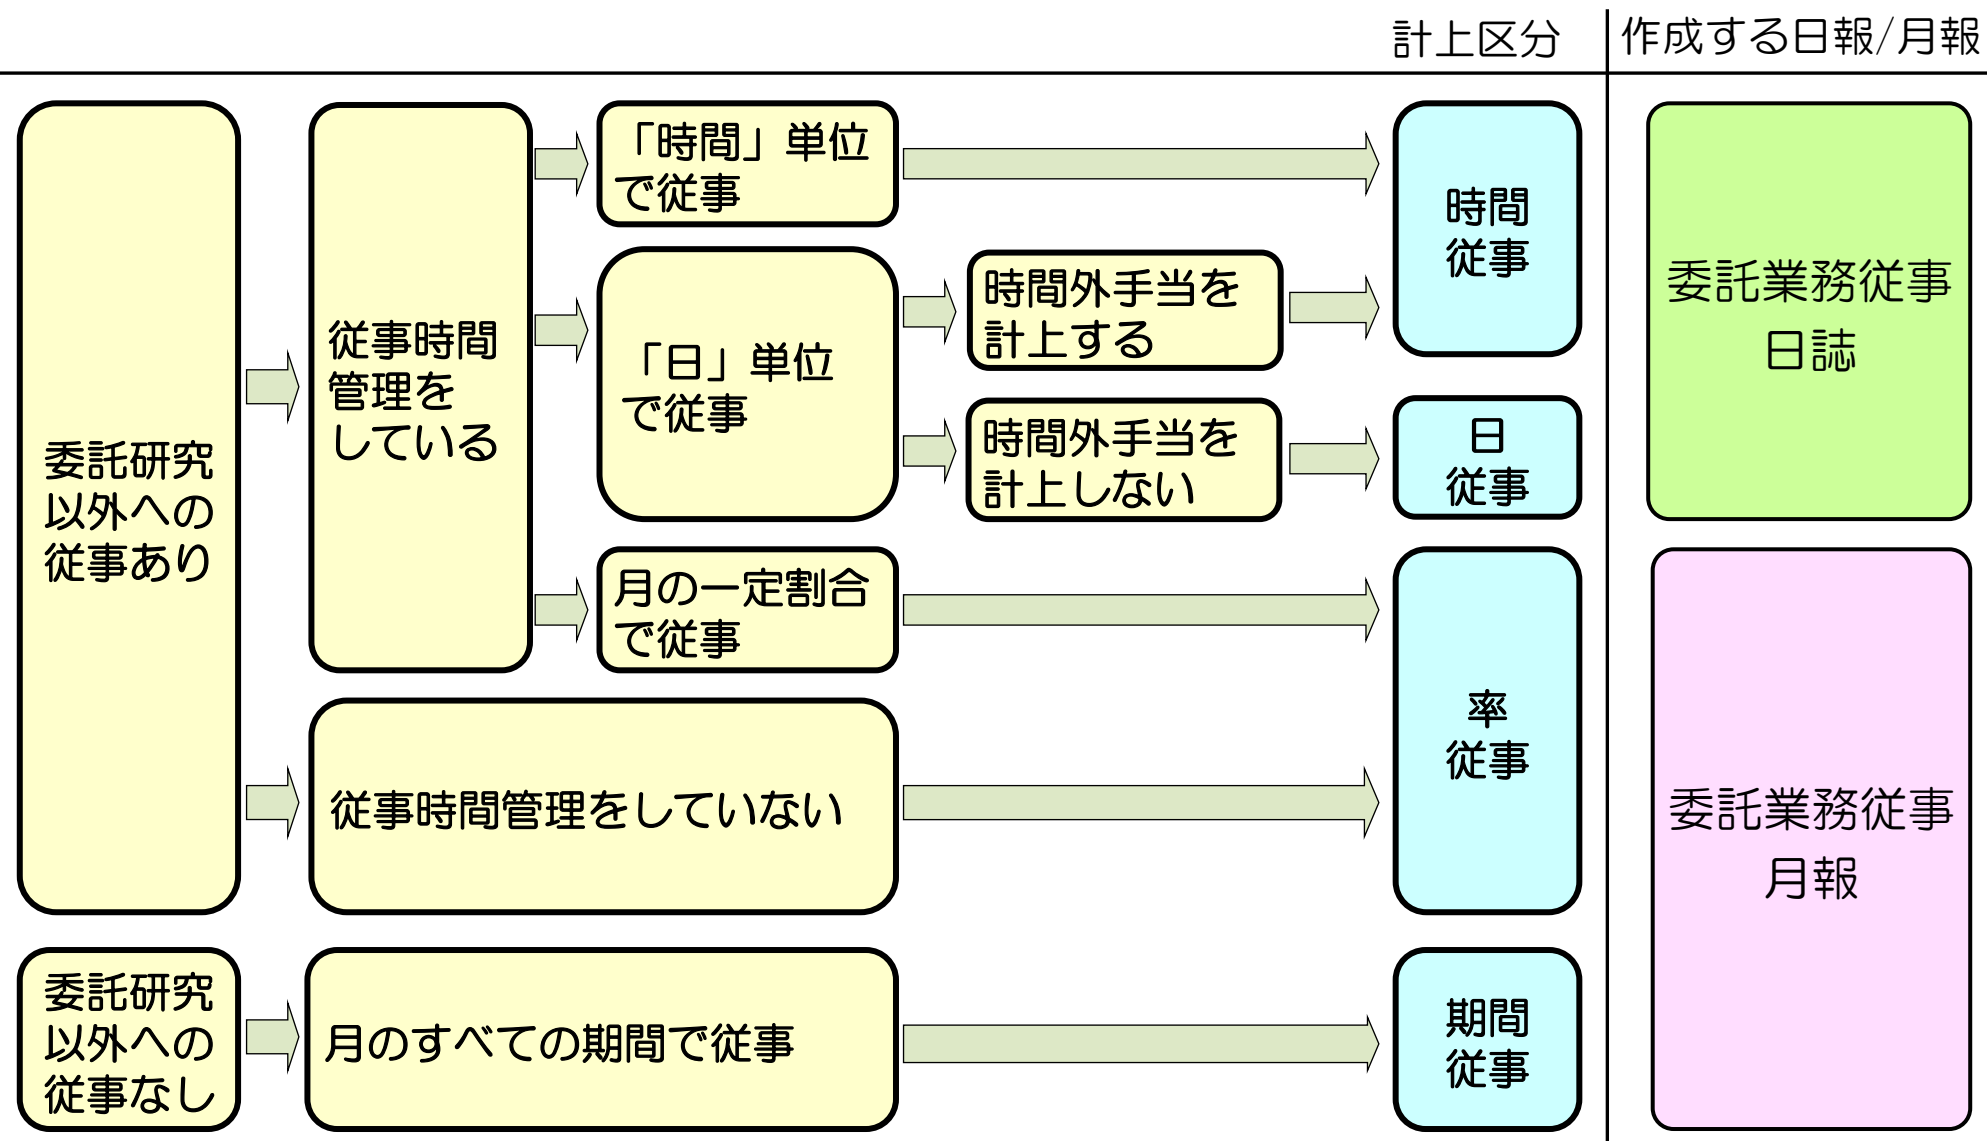 計上区分
作成する日報/月報
委託研究
以外への
従事あり
従事時間
管理を
している
「時間」単位
で従事
時間
従事
「日」単位
で従事
時間外手当を
計上する
時間外手当を
計上しない
日
従事
委託業務従事
日誌
月の一定割合
で従事
従事時間管理をしていない
率
従事
委託業務従事
月報
委託研究
以外への
従事なし
月のすべての期間で従事
期間
従事